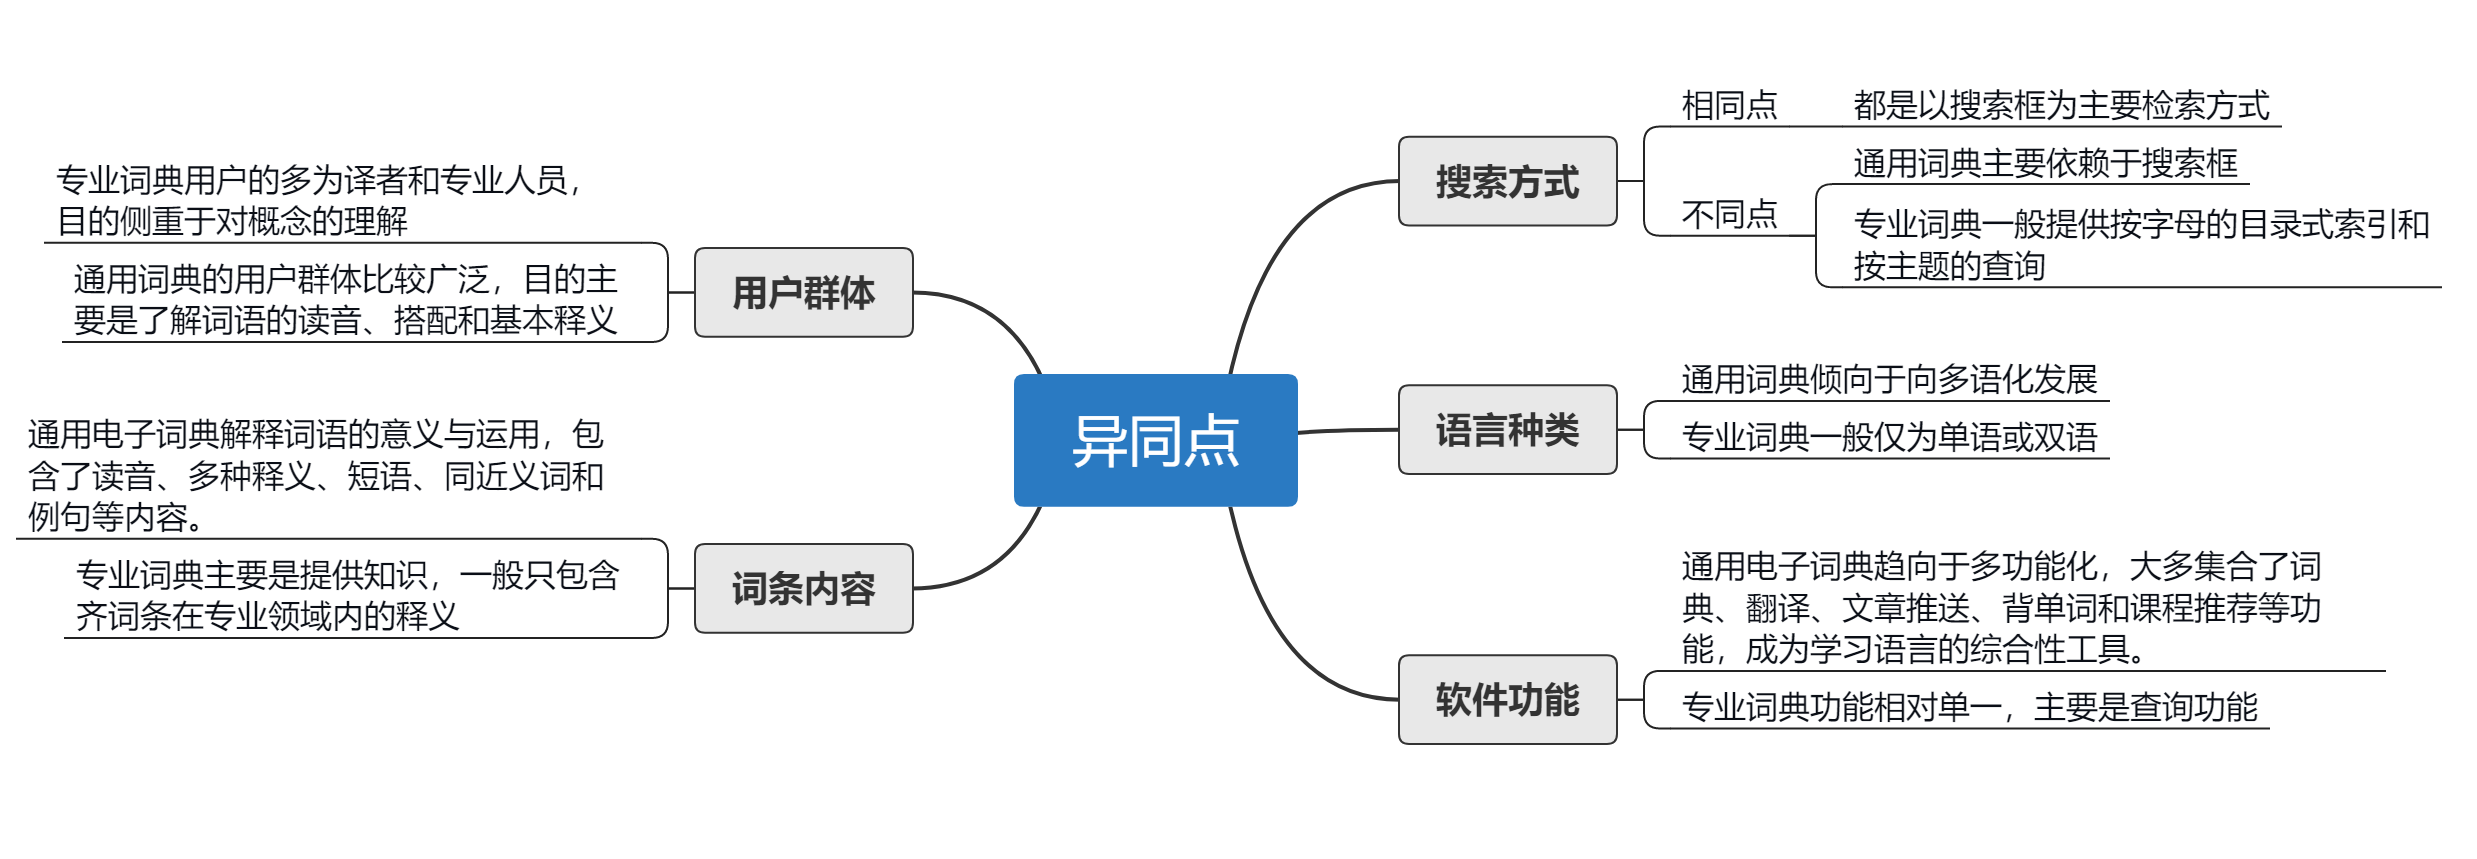 异同点
搜索方式
相同点
都是以搜索框为主要检索方式
不同点
通用词典主要依赖于搜索框
专业词典一般提供按字母的目录式索引和
按主题的查询
语言种类
通用词典倾向于向多语化发展
专业词典一般仅为单语或双语
软件功能
通用电子词典趋向于多功能化，大多集合了词
典、翻译、文章推送、背单词和课程推荐等功
能，成为学习语言的综合性工具。
专业词典功能相对单一，主要是查询功能
用户群体
专业词典用户的多为译者和专业人员，
目的侧重于对概念的理解
通用词典的用户群体比较广泛，目的主
要是了解词语的读音、搭配和基本释义
词条内容
通用电子词典解释词语的意义与运用，包
含了读音、多种释义、短语、同近义词和
例句等内容。
专业词典主要是提供知识，一般只包含
齐词条在专业领域内的释义